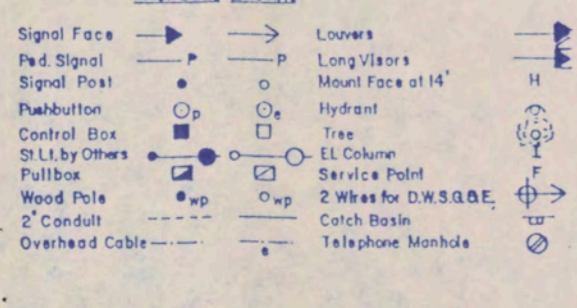 Signal Face Louvers
Ped. Signal P P Long Visors
Signal Post Mount Face at 14' H
Pushbutton p e Hydrant
Control Box Tree
St. Lt. by Others EL Column
Pullbox Service Point F
Wood Pole wp wp 2 Wires for D.W.S.G.&E.
2" Conduit Catch Basin
Overhead Cable e Telephone Manhole